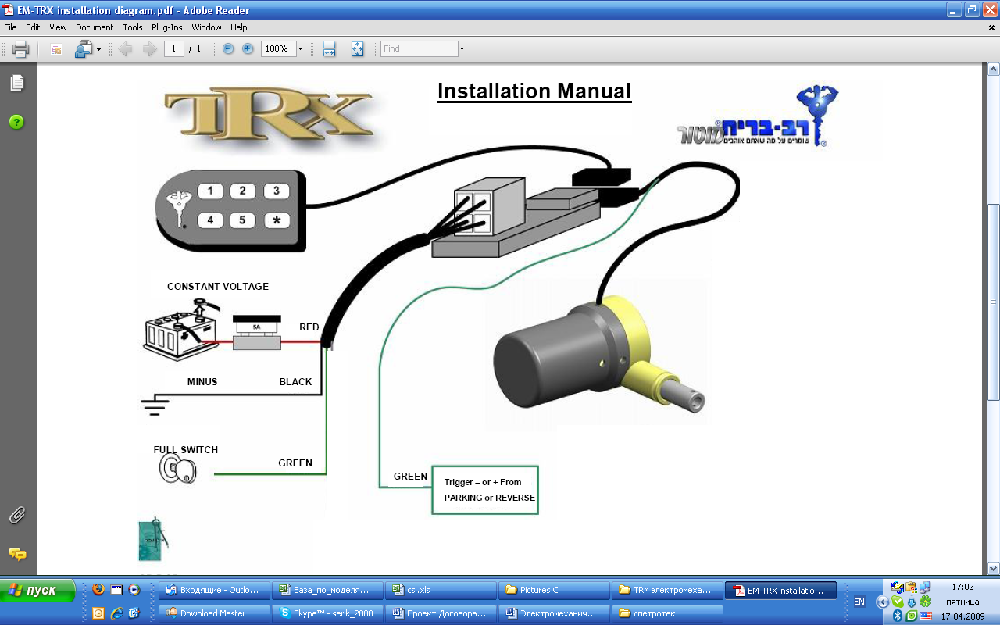 EM-TRX installation diagram.pdf - Adobe Reader
File Edit View Document Tools Plug-Ins Window Help
1 / 1 100% Find
TRX
Installation Manual
רב-בריח מוטור
שומרים על מה שאתם אוהבים
1 2 3
4 5 *
CONSTANT VOLTAGE
5A
RED
MINUS
BLACK
FULL SWITCH
GREEN
GREEN
Trigger – or + From
PARKING or REVERSE
пуск
Входящие - Outlo...
База_по_моделя...
csl.xls
Pictures C
TRX электромеха...
EM-TRX installatio...
Download Master
Skype™ - serik_2000
Проект Договора...
Электромеханич...
спетротек
EN
17:02
пятница
17.04.2009